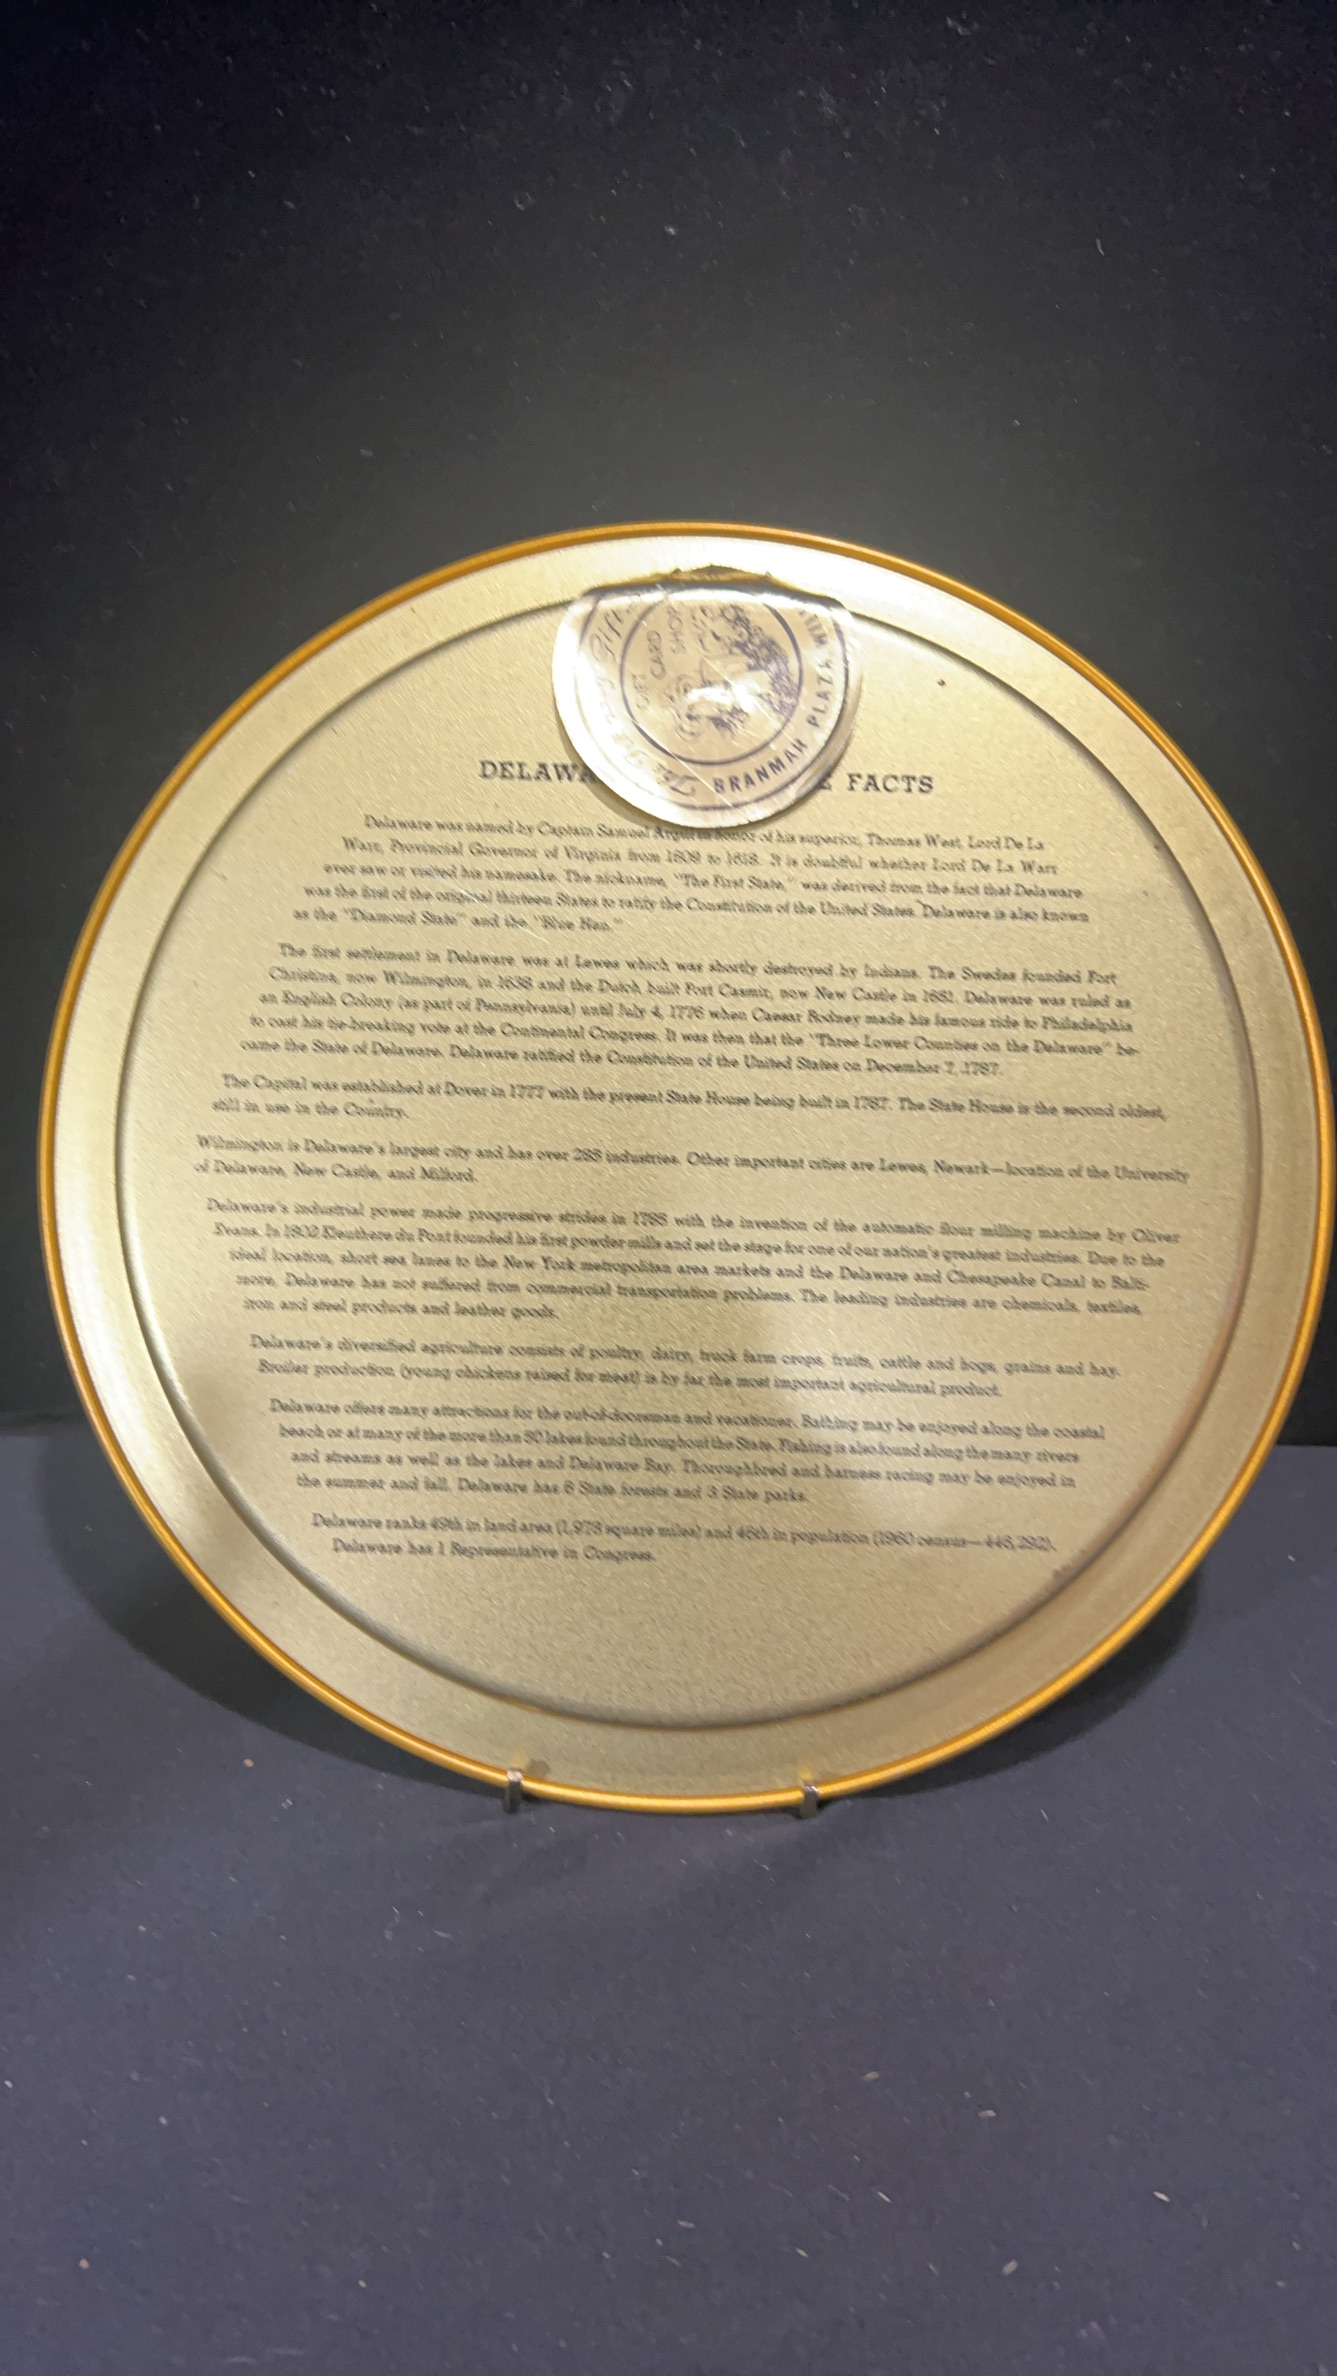 GIFT
CARD
SHOP
BRANMAR PLAZA
DELAWA E FACTS
Delaware was named by Captain Samuel Argall in honor of his superior, Thomas West, Lord De La
Warr, Provincial Governor of Virginia from 1609 to 1618. It is doubtful whether Lord De La Warr
ever saw or visited his namesake. The nickname, "The First State," was derived from the fact that Delaware
was the first of the original thirteen States to ratify the Constitution of the United States. Delaware is also known
as the "Diamond State" and the "Blue Hen."
The first settlement in Delaware was at Lewes which was shortly destroyed by Indians. The Swedes founded Fort
Christina, now Wilmington, in 1638 and the Dutch built Fort Casmir, now New Castle in 1651. Delaware was ruled as
an English Colony (as part of Pennsylvania) until July 4, 1776 when Caesar Rodney made his famous ride to Philadelphia
to cast his tie-breaking vote at the Continental Congress. It was then that the "Three Lower Counties on the Delaware" be-
came the State of Delaware. Delaware ratified the Constitution of the United States on December 7, 1787.
The Capital was established at Dover in 1777 with the present State House being built in 1787. The State House is the second oldest,
still in use in the Country.
Wilmington is Delaware's largest city and has over 285 industries. Other important cities are Lewes, Newark—location of the University
of Delaware, New Castle, and Milford.
Delaware's industrial power made progressive strides in 1785 with the invention of the automatic flour milling machine by Oliver
Evans. In 1802 Eleuthere du Pont founded his first powder mills and set the stage for one of our nation's greatest industries. Due to the
ideal location, short sea lanes to the New York metropolitan area markets and the Delaware and Chesapeake Canal to Balti-
more, Delaware has not suffered from commercial transportation problems. The leading industries are chemicals, textiles,
iron and steel products and leather goods.
Delaware's diversified agriculture consists of poultry, dairy, truck farm crops, fruits, cattle and hogs, grains and hay.
Broiler production (young chickens raised for meat) is by far the most important agricultural product.
Delaware offers many attractions for the out-of-doorsman and vacationer. Bathing may be enjoyed along the coastal
beach or at many of the more than 50 lakes found throughout the State. Fishing is also found along the many rivers
and streams as well as the lakes and Delaware Bay. Thoroughbred and harness racing may be enjoyed in
the summer and fall. Delaware has 6 State forests and 3 State parks.
Delaware ranks 49th in land area (1,978 square miles) and 46th in population (1960 census—446,292).
Delaware has 1 Representative in Congress.